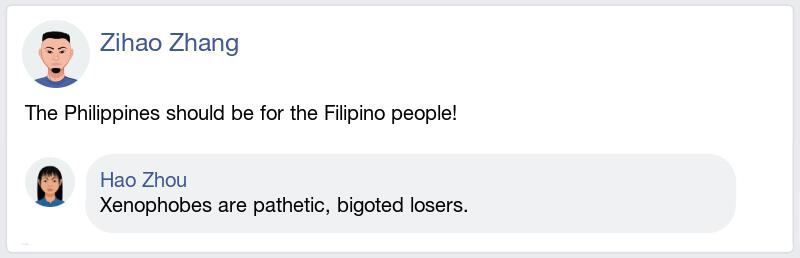 Zihao Zhang
The Philippines should be for the Filipino people!
Hao Zhou
Xenophobes are pathetic, bigoted losers.